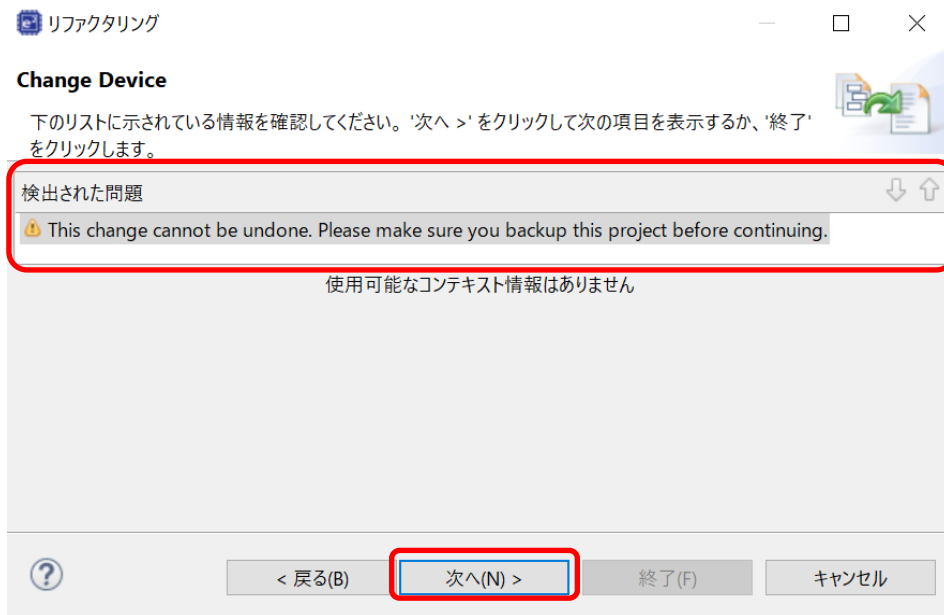 リファクタリング
Change Device
下のリストに示されている情報を確認してください。'次へ >' をクリックして次の項目を表示するか、'終了'
をクリックします。
検出された問題
This change cannot be undone. Please make sure you backup this project before continuing.
使用可能なコンテキスト情報はありません
< 戻る(B) 次へ(N) > 終了(F) キャンセル